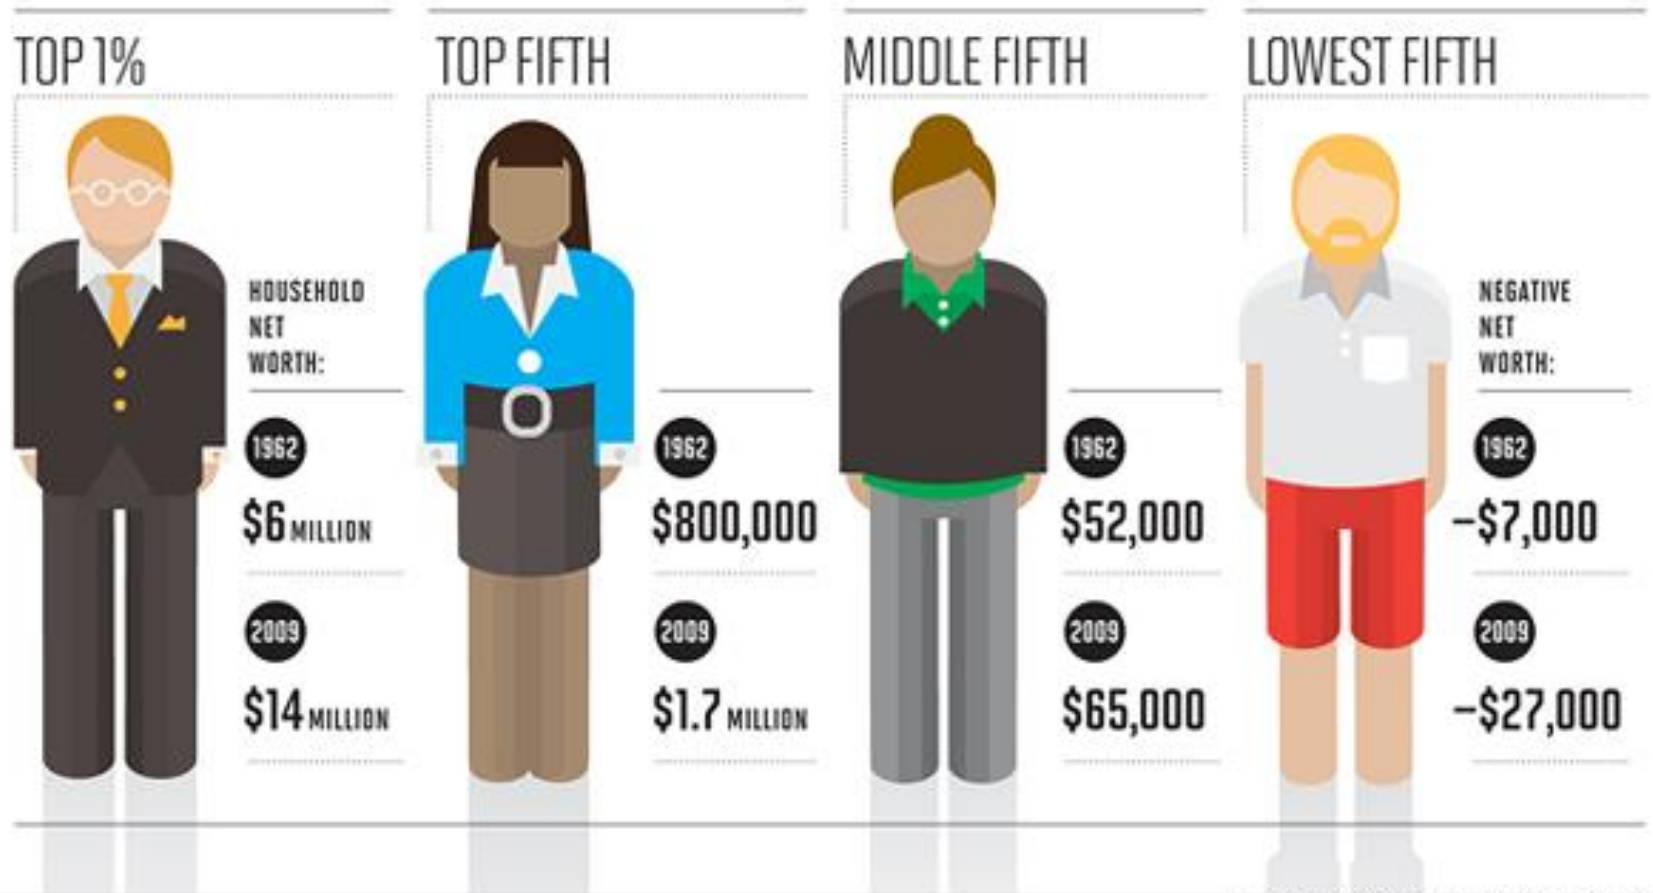 TOP 1%
HOUSEHOLD
NET
WORTH:
1962
$6 MILLION
2009
$14 MILLION
TOP FIFTH
1962
$800,000
2009
$1.7 MILLION
MIDDLE FIFTH
1962
$52,000
2009
$65,000
LOWEST FIFTH
NEGATIVE
NET
WORTH:
1962
-$7,000
2009
-$27,000